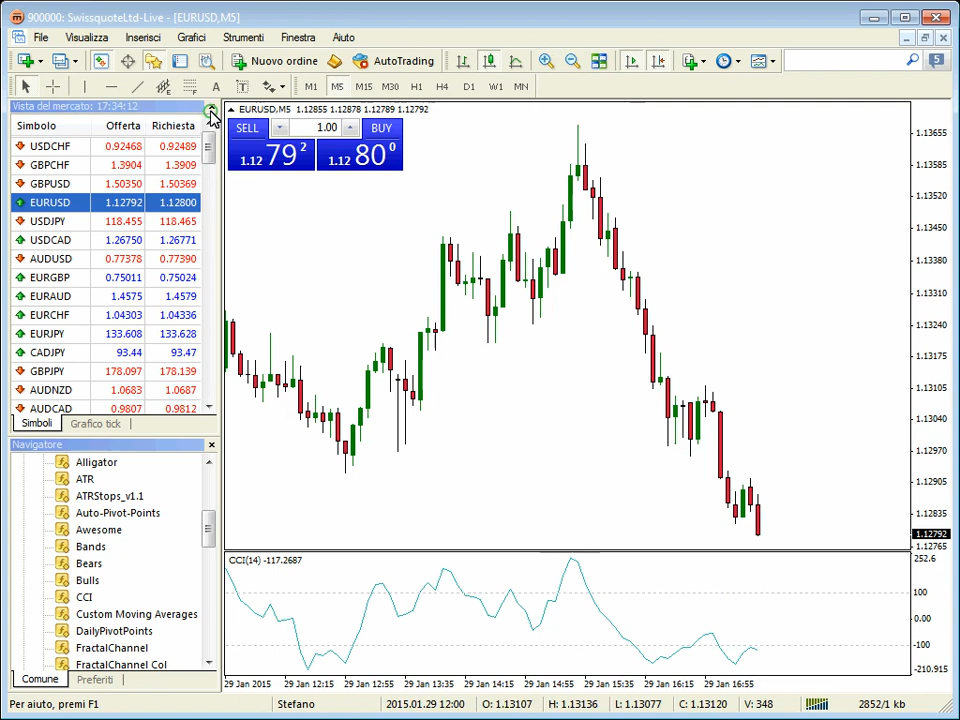 900000: SwissquoteLtd-Live - [EURUSD,M5]
File Visualizza Inserisci Grafici Strumenti Finestra Aiuto
Nuovo ordine AutoTrading 5
A T M1 M5 M15 M30 H1 H4 D1 W1 MN
Vista del mercato: 17:34:12
Simbolo Offerta Richiesta
USDCHF 0.92468 0.92489
GBPCHF 1.3904 1.3909
GBPUSD 1.50350 1.50369
EURUSD 1.12792 1.12800
USDJPY 118.455 118.465
USDCAD 1.26750 1.26771
AUDUSD 0.77378 0.77390
EURGBP 0.75011 0.75024
EURAUD 1.4575 1.4579
EURCHF 1.04303 1.04336
EURJPY 133.608 133.628
CADJPY 93.44 93.47
GBPJPY 178.097 178.139
AUDNZD 1.0683 1.0687
AUDCAD 0.9807 0.9812
Simboli Grafico tick
Navigatore
Alligator
ATR
ATRStops_v1.1
Auto-Pivot-Points
Awesome
Bands
Bears
Bulls
CCI
Custom Moving Averages
DailyPivotPoints
FractalChannel
FractalChannel Col
Comune Preferiti
EURUSD,M5 1.12855 1.12878 1.12789 1.12792
SELL 1.00 BUY
1.12 79 2 1.12 80 0
1.13655
1.13585
1.13520
1.13450
1.13380
1.13310
1.13240
1.13175
1.13105
1.13040
1.12970
1.12905
1.12835
1.12792
1.12765
CCI(14) -117.2687
252.6
100
0.00
-100
-210.915
29 Jan 2015 29 Jan 12:15 29 Jan 12:55 29 Jan 13:35 29 Jan 14:15 29 Jan 14:55 29 Jan 15:35 29 Jan 16:15 29 Jan 16:55
Per aiuto, premi F1 Stefano 2015.01.29 12:00 O: 1.13107 H: 1.13136 L: 1.13077 C: 1.13120 V: 348 2852/1 kb